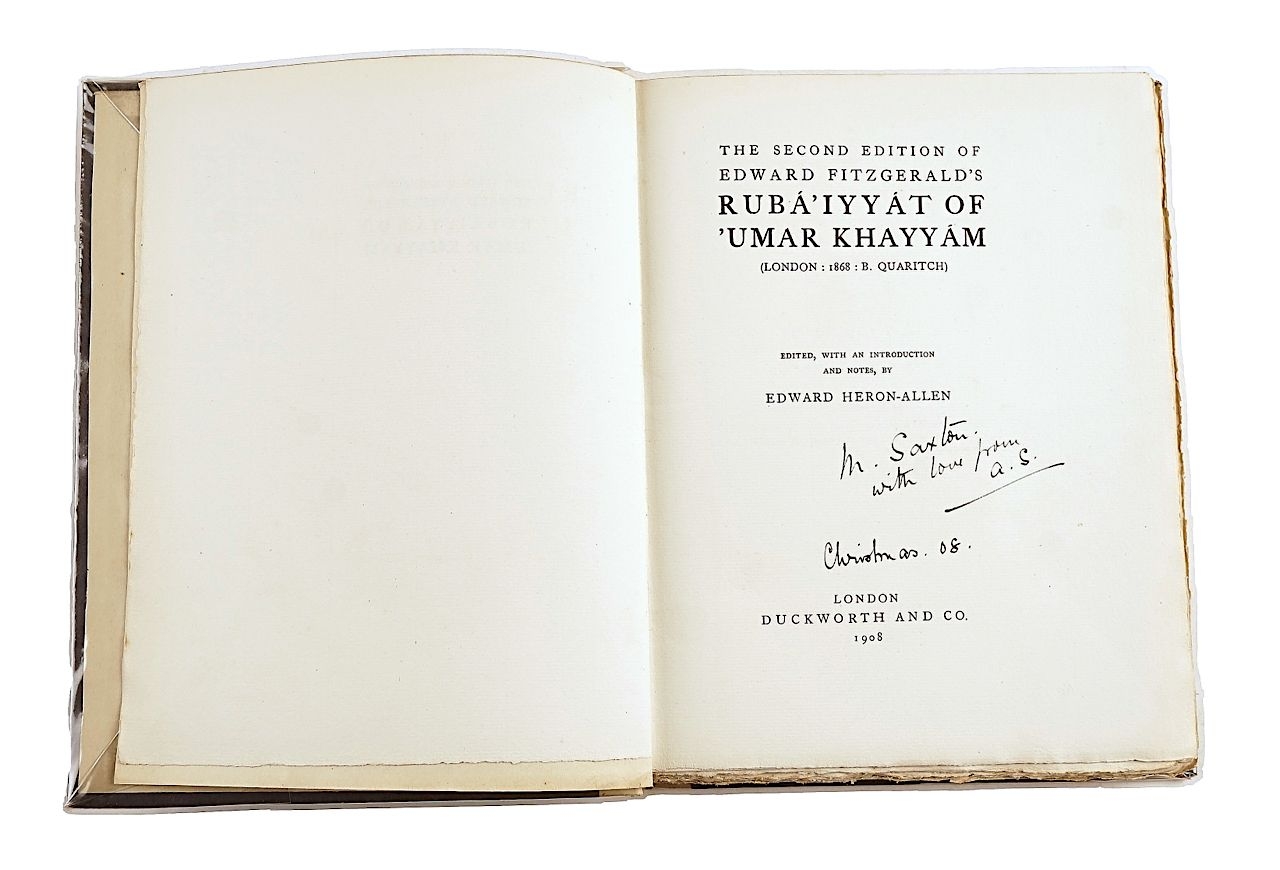 THE SECOND EDITION OF
EDWARD FITZGERALD'S
RUBÁ'IYYÁT OF
'UMAR KHAYYÁM
(LONDON : 1868 : B. QUARITCH)
EDITED, WITH AN INTRODUCTION
AND NOTES, BY
EDWARD HERON-ALLEN
M. Saxton.
with love from
A. S.
Christmas. 08.
LONDON
DUCKWORTH AND CO.
1908